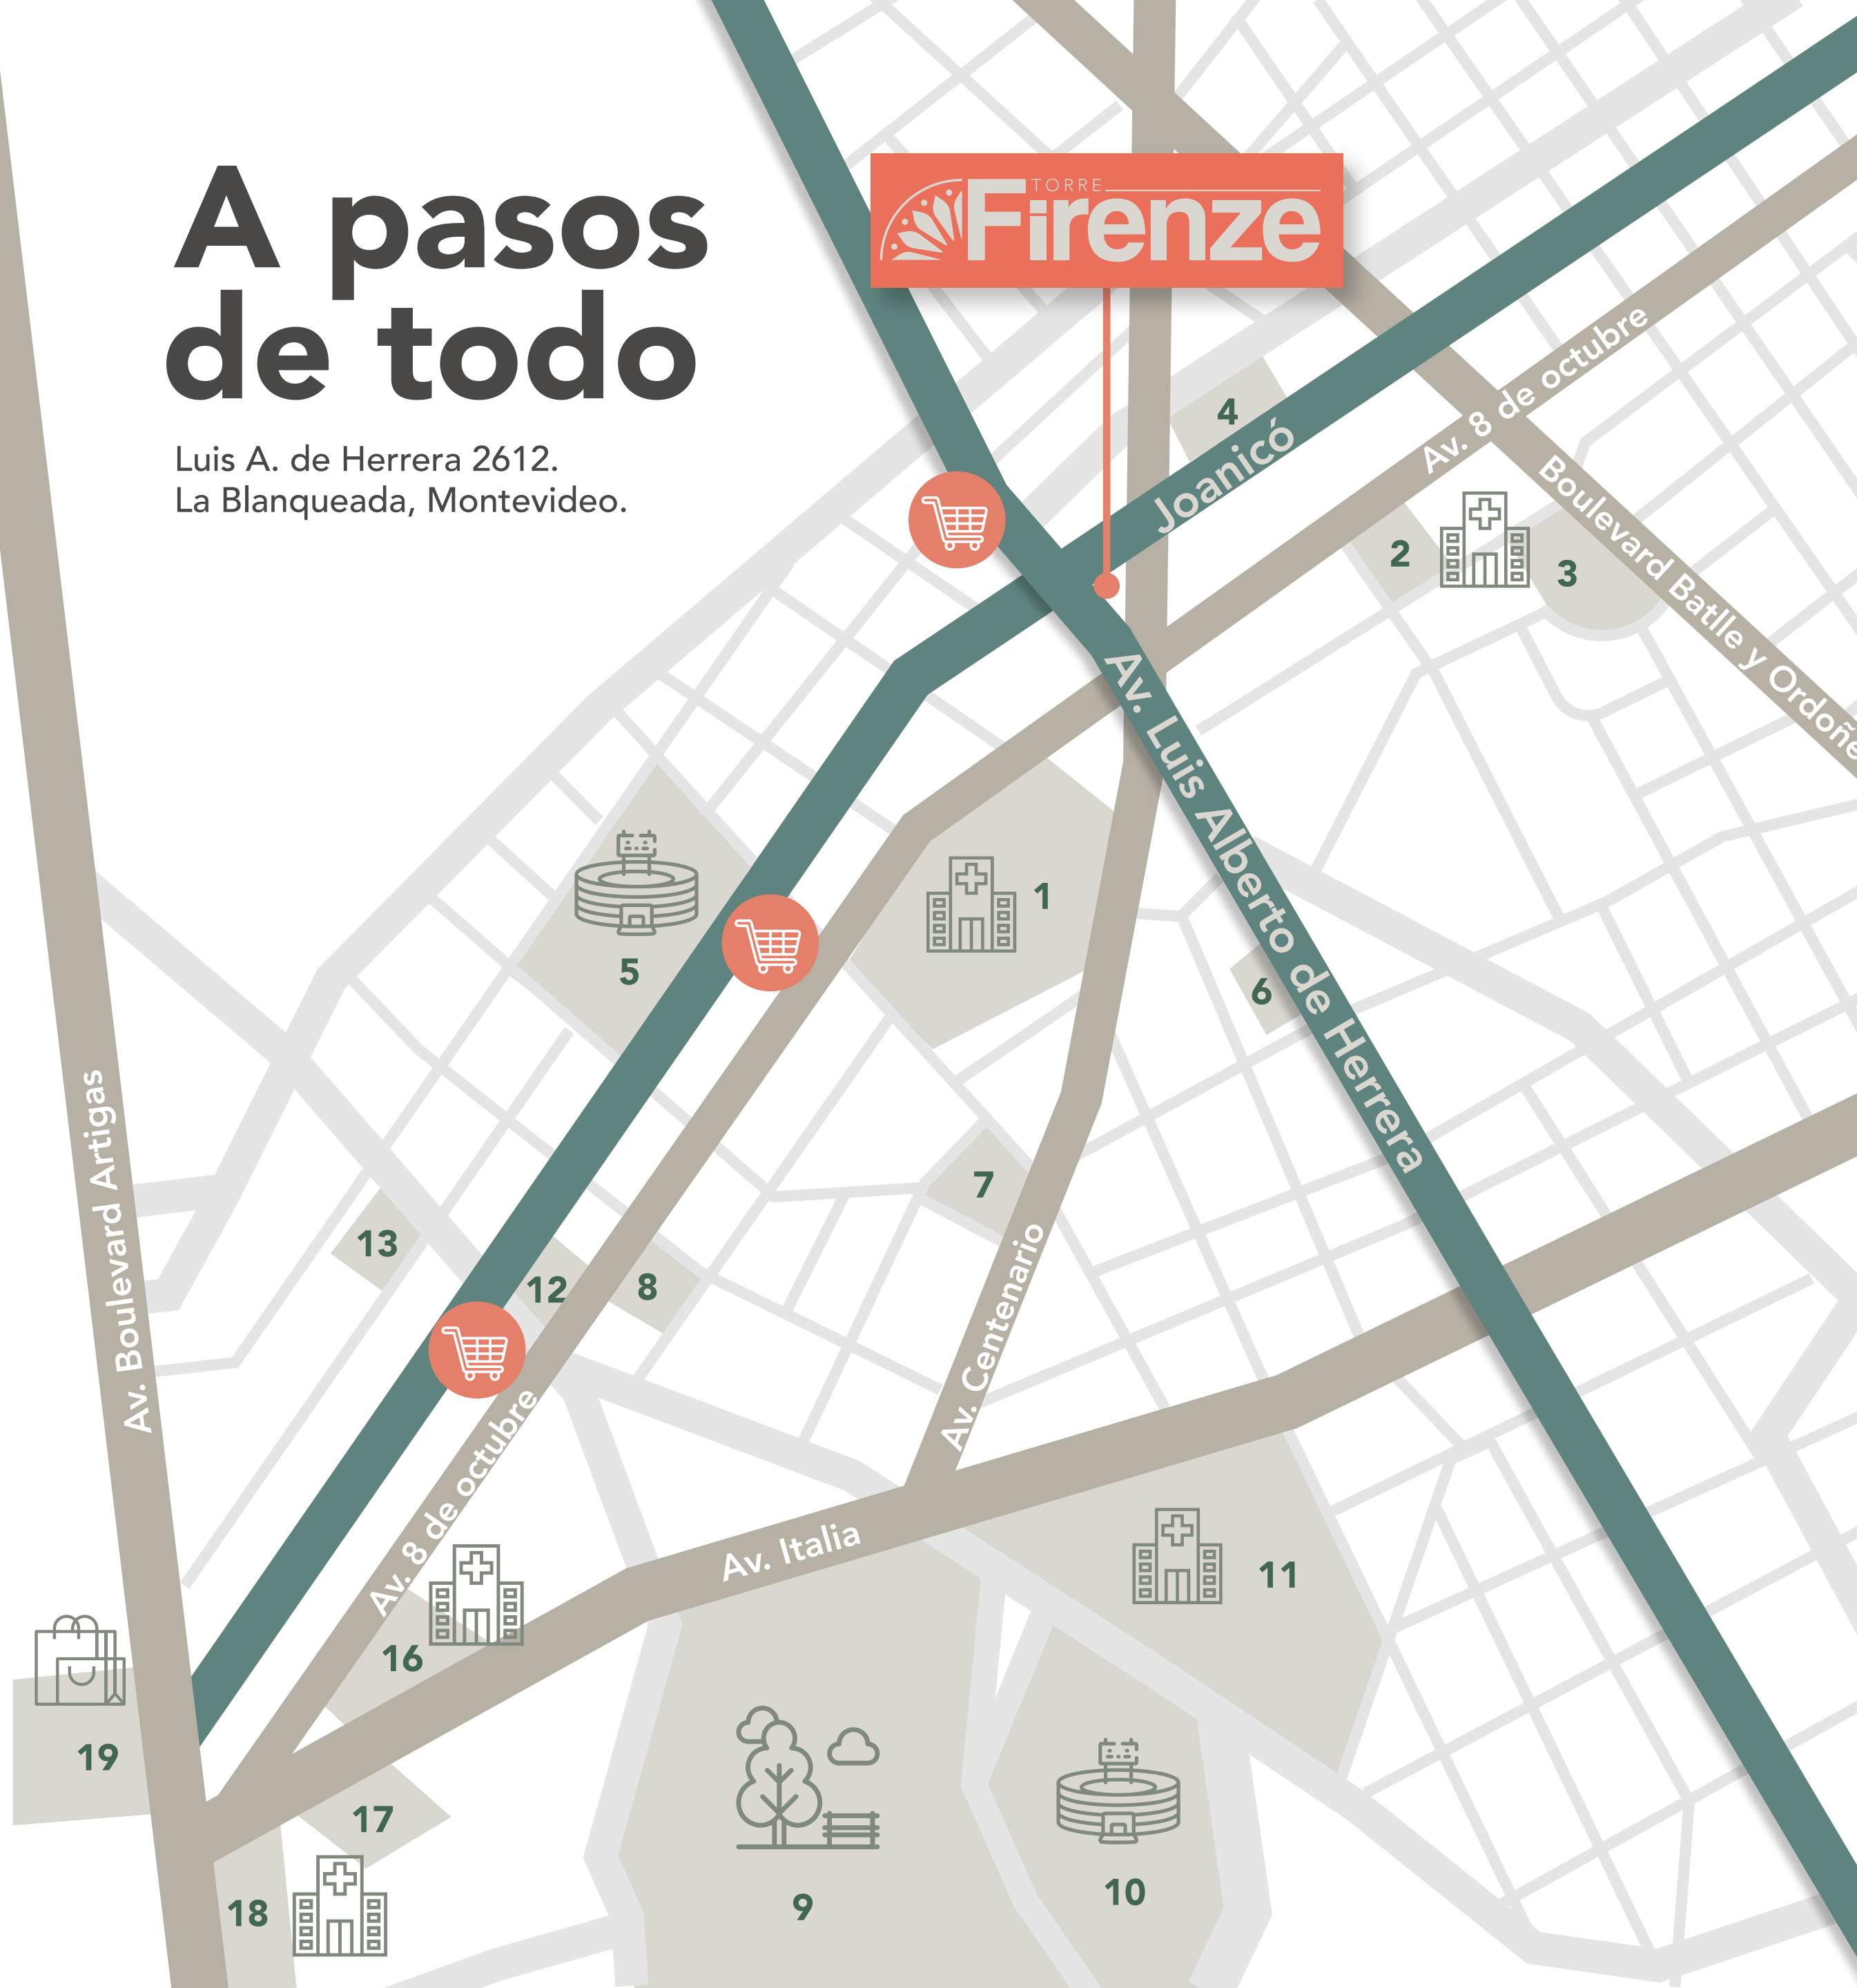 A pasos
de todo
Luis A. de Herrera 2612.
La Blanqueada, Montevideo.
TORRE
Firenze
4
Joanicó
Av. 8 de octubre
2
3
Boulevard Batlle y Ordoñe
Av. Luis Alberto de Herrera
1
5
6
7
Av. Boulevard Artigas
13
12
8
Av. Centenario
Av. 8 de octubre
Av. Italia
11
16
19
17
18
9
10